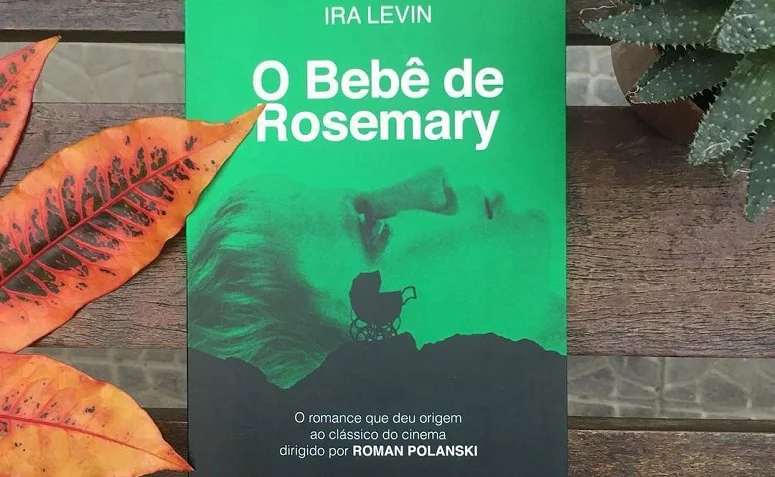 IRA LEVIN
O Bebê de
Rosemary
O romance que deu origem
ao clássico do cinema
dirigido por ROMAN POLANSKI